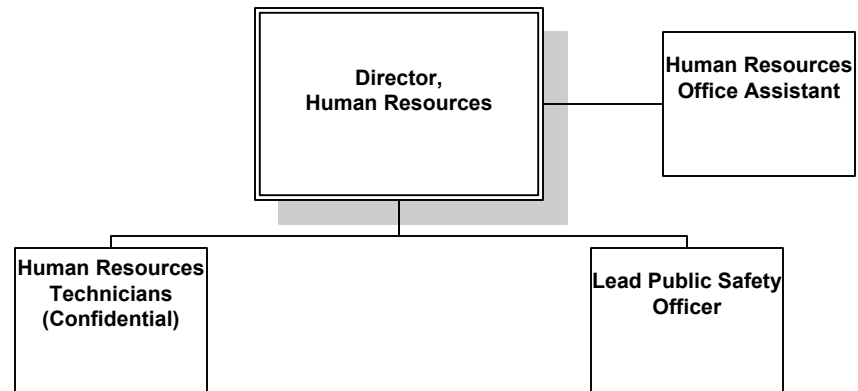 Director,
Human Resources
Human Resources
Office Assistant
Human Resources
Technicians
(Confidential)
Lead Public Safety
Officer